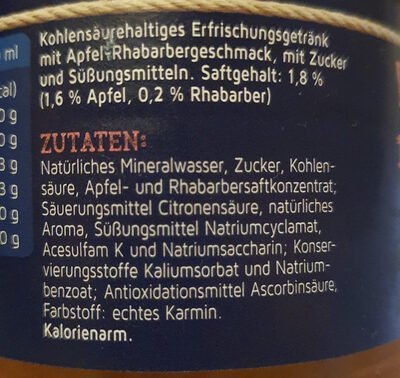 Kohlensäurehaltiges Erfrischungsgetränk
mit Apfel-Rhabarbergeschmack, mit Zucker
und Süßungsmitteln. Saftgehalt: 1,8 %
(1,6 % Apfel, 0,2 % Rhabarber)
ZUTATEN:
Natürliches Mineralwasser, Zucker, Kohlen-
säure, Apfel- und Rhabarbersaftkonzentrat;
Säuerungsmittel Citronensäure, natürliches
Aroma, Süßungsmittel Natriumcyclamat,
Acesulfam K und Natriumsaccharin; Konser-
vierungsstoffe Kaliumsorbat und Natrium-
benzoat; Antioxidationsmittel Ascorbinsäure,
Farbstoff: echtes Karmin.
Kalorienarm.
ml
g
g
g
g
g
g